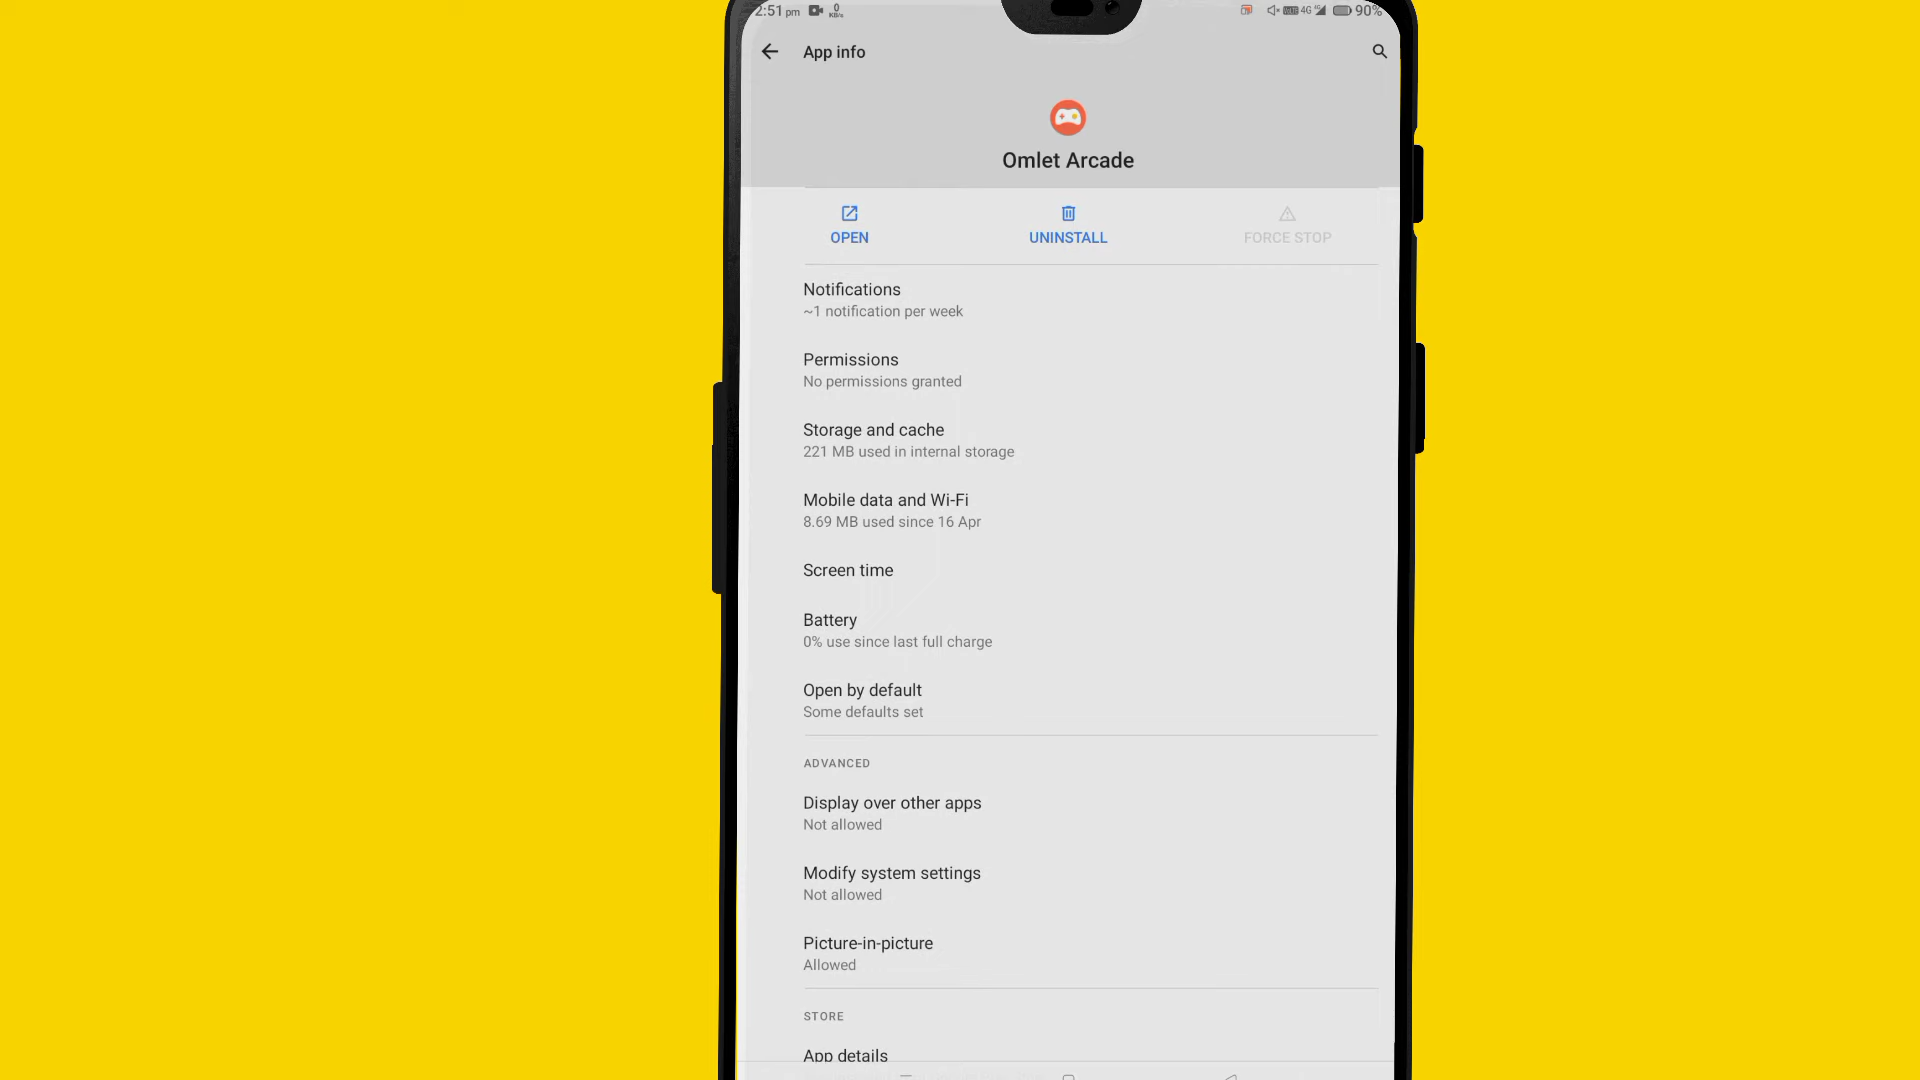 2:51 pm 0 KB/s 4G 90%
App info
Omlet Arcade
OPEN UNINSTALL FORCE STOP
Notifications
~1 notification per week
Permissions
No permissions granted
Storage and cache
221 MB used in internal storage
Mobile data and Wi-Fi
8.69 MB used since 16 Apr
Screen time
Battery
0% use since last full charge
Open by default
Some defaults set
ADVANCED
Display over other apps
Not allowed
Modify system settings
Not allowed
Picture-in-picture
Allowed
STORE
App details